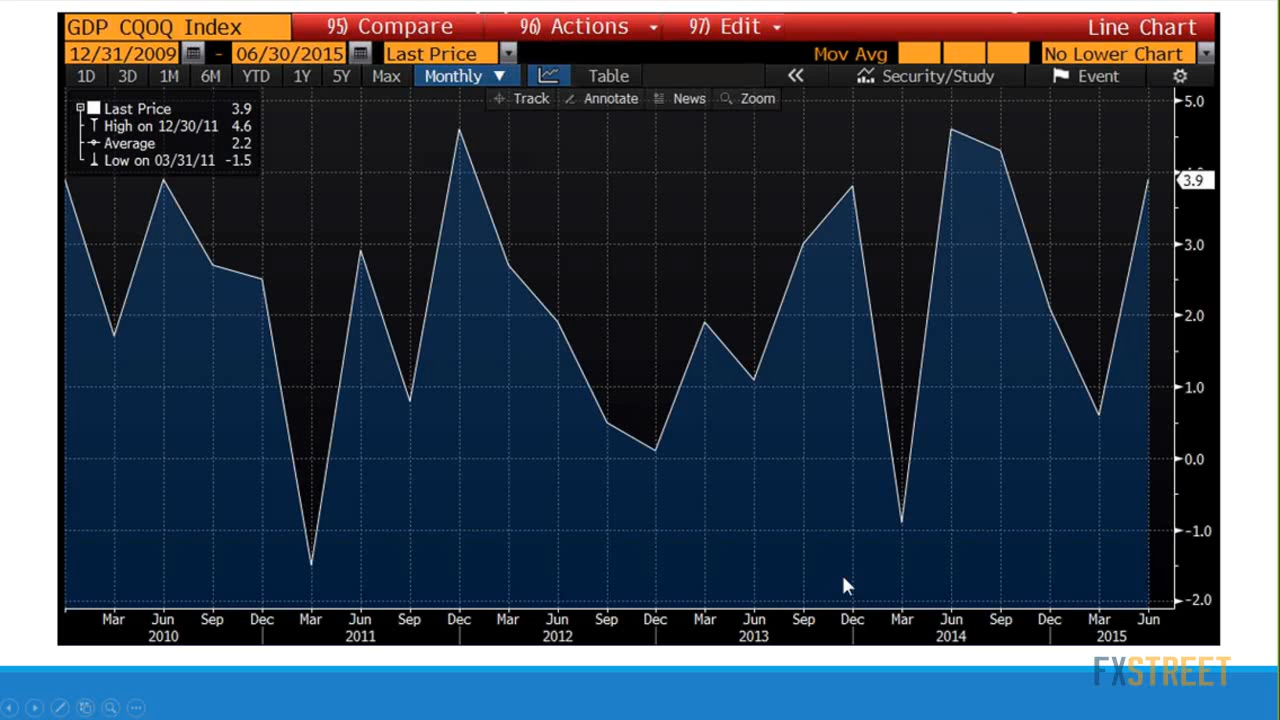 GDP CQOQ Index 95) Compare 96) Actions 97) Edit Line Chart
12/31/2009 - 06/30/2015 Last Price Mov Avg No Lower Chart
1D 3D 1M 6M YTD 1Y 5Y Max Monthly ▼ Table « Security/Study Event
Track Annotate News Zoom
Last Price 3.9
High on 12/30/11 4.6
Average 2.2
Low on 03/31/11 -1.5
5.0
3.9
3.0
2.0
1.0
0.0
-1.0
-2.0
Mar Jun Sep Dec Mar Jun Sep Dec Mar Jun Sep Dec Mar Jun Sep Dec Mar Jun Sep Dec Mar Jun
2010 2011 2012 2013 2014 2015
FXSTREET